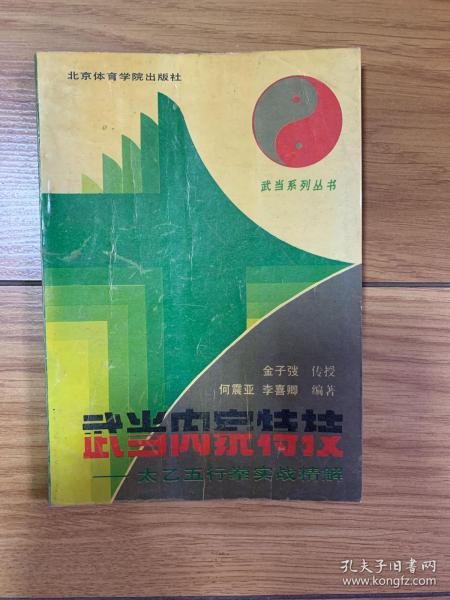 北京体育学院出版社
武当系列丛书
金子弢 传授
何震亚 李喜卿 编著
武当内家特技
——太乙五行拳实战精解
孔夫子旧书网
www.kongfz.com